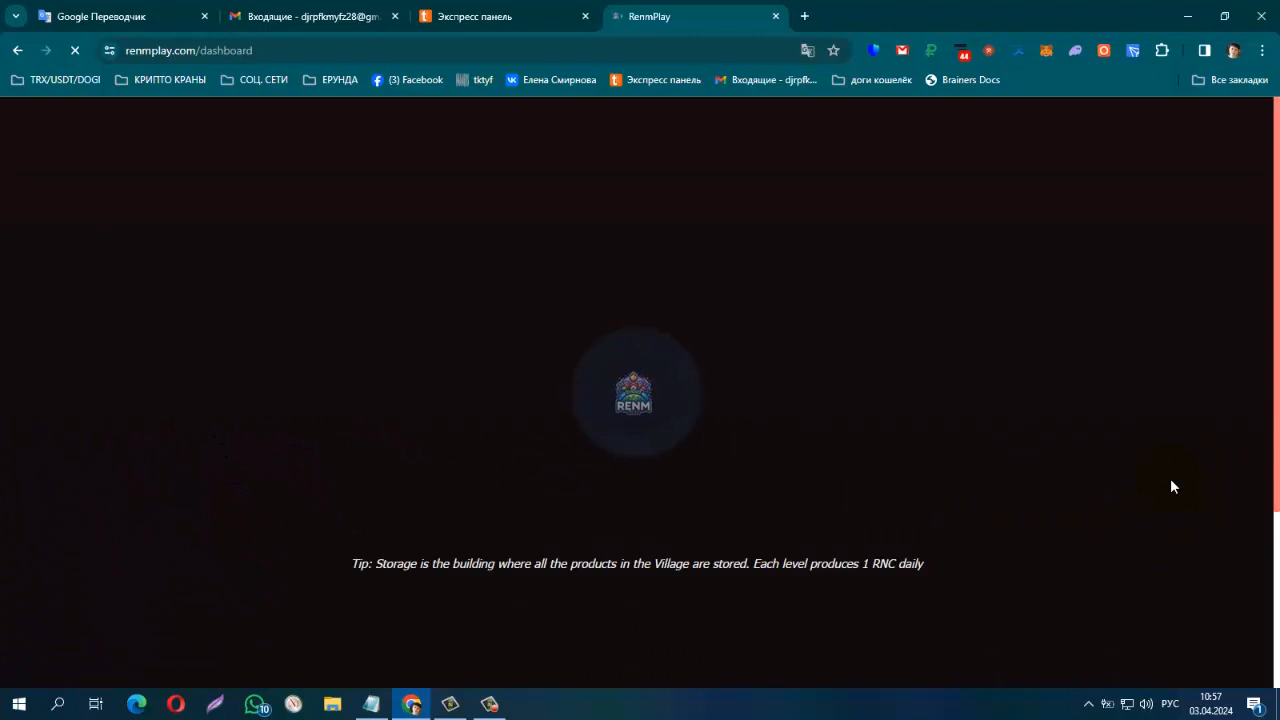 Google Переводчик
Входящие - djrpfkmyfz28@gm
Экспресс панель
RenmPlay
renmplay.com/dashboard
44
TRX/USDT/DOGI
КРИПТО КРАНЫ
СОЦ. СЕТИ
ЕРУНДА
(3) Facebook
tktyf
Елена Смирнова
Экспресс панель
Входящие - djrpfk...
доги кошелёк
Brainers Docs
Все закладки
RENM
Tip: Storage is the building where all the products in the Village are stored. Each level produces 1 RNC daily
10
РУС
10:57
03.04.2024
1